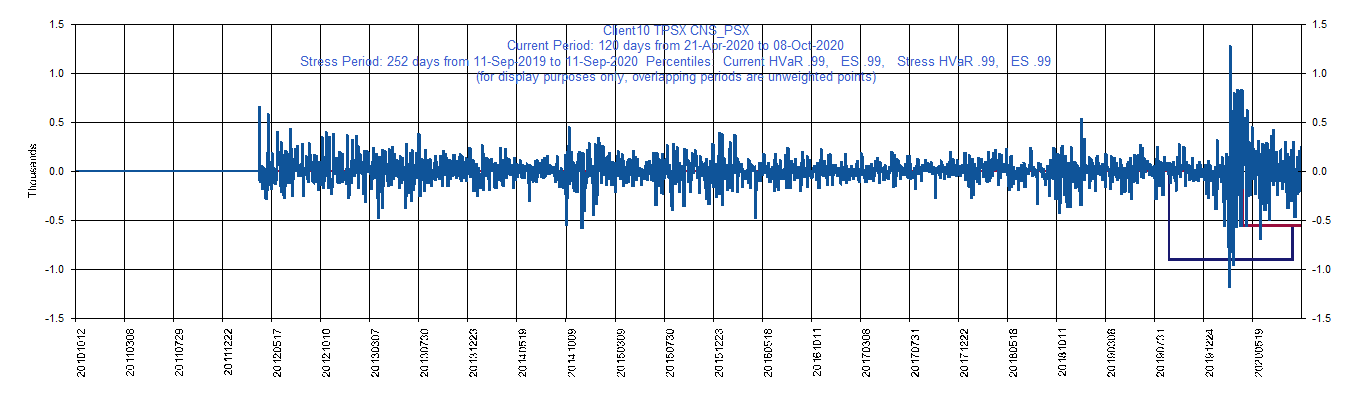 Client10 TPSX CNS_PSX
Current Period: 120 days from 21-Apr-2020 to 08-Oct-2020
Stress Period: 252 days from 11-Sep-2019 to 11-Sep-2020 Percentiles: Current HVaR .99, ES .99, Stress HVaR .99, ES .99
(for display purposes only, overlapping periods are unweighted points)
1.5 1.5
1.0 1.0
0.5 0.5
0.0 0.0
-0.5 -0.5
-1.0 -1.0
-1.5 -1.5
Thousands
20101012 20110308 20110729 20111222 20120517 20121010 20130307 20130730 20131223 20140519 20141009 20150309 20150730 20151223 20160518 20161011 20170308 20170731 20171222 20180518 20181011 20190308 20190731 20191224 20200519